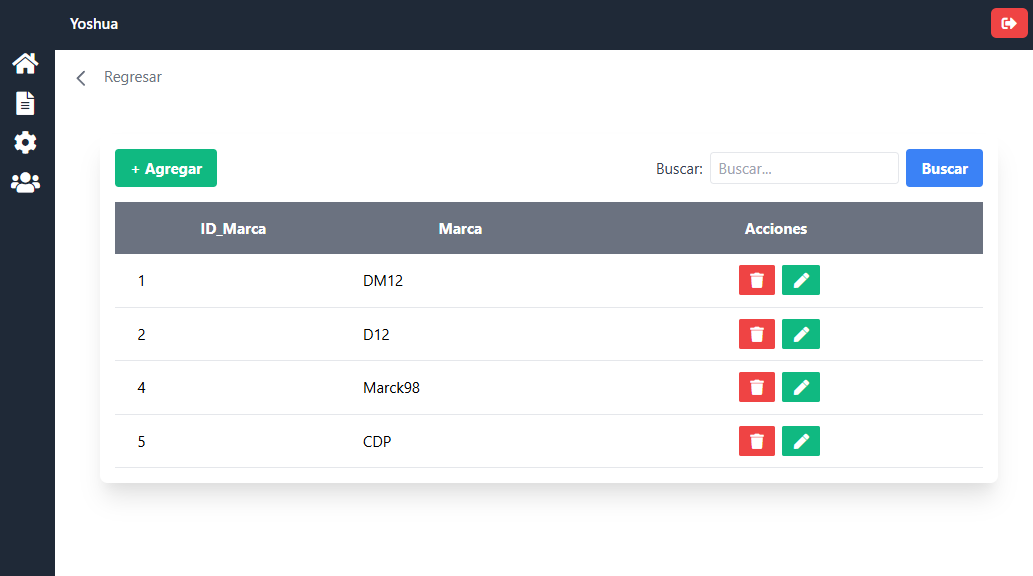 Yoshua
Regresar
+ Agregar
Buscar: Buscar... Buscar
ID_Marca Marca Acciones
1 DM12
2 D12
4 Marck98
5 CDP